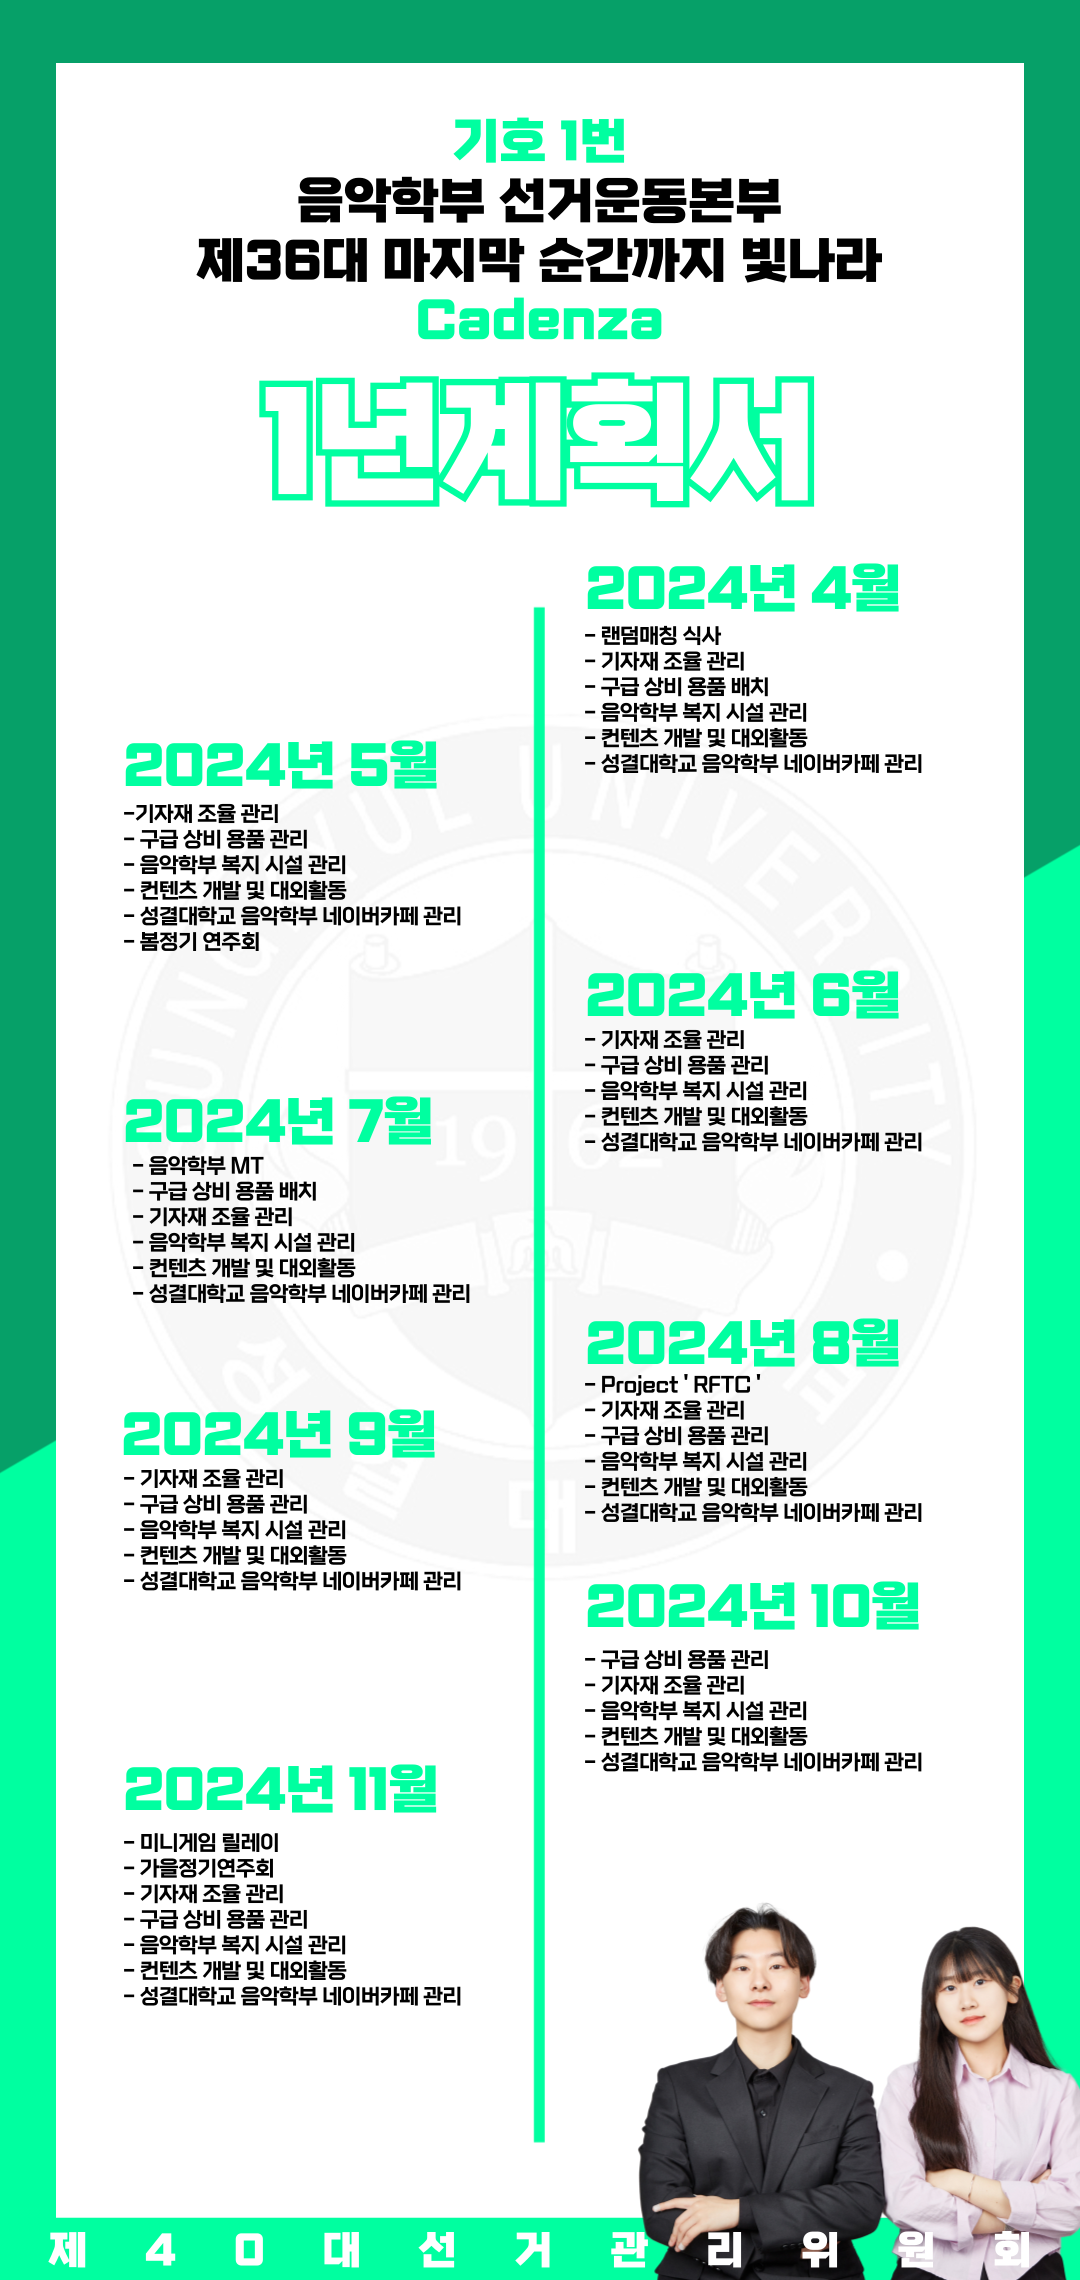 기호 1번
음악학부 선거운동본부
제36대 마지막 순간까지 빛나라
Cadenza
1년계획서
2024년 4월
- 랜덤매칭 식사
- 기자재 조율 관리
- 구급 상비 용품 배치
- 음악학부 복지 시설 관리
- 컨텐츠 개발 및 대외활동
- 성결대학교 음악학부 네이버카페 관리
2024년 5월
-기자재 조율 관리
- 구급 상비 용품 관리
- 음악학부 복지 시설 관리
- 컨텐츠 개발 및 대외활동
- 성결대학교 음악학부 네이버카페 관리
- 봄정기 연주회
2024년 6월
- 기자재 조율 관리
- 구급 상비 용품 관리
- 음악학부 복지 시설 관리
- 컨텐츠 개발 및 대외활동
- 성결대학교 음악학부 네이버카페 관리
2024년 7월
- 음악학부 MT
- 구급 상비 용품 배치
- 기자재 조율 관리
- 음악학부 복지 시설 관리
- 컨텐츠 개발 및 대외활동
- 성결대학교 음악학부 네이버카페 관리
2024년 8월
- Project ' RFTC '
- 기자재 조율 관리
- 구급 상비 용품 관리
- 음악학부 복지 시설 관리
- 컨텐츠 개발 및 대외활동
- 성결대학교 음악학부 네이버카페 관리
2024년 9월
- 기자재 조율 관리
- 구급 상비 용품 관리
- 음악학부 복지 시설 관리
- 컨텐츠 개발 및 대외활동
- 성결대학교 음악학부 네이버카페 관리
2024년 10월
- 구급 상비 용품 관리
- 기자재 조율 관리
- 음악학부 복지 시설 관리
- 컨텐츠 개발 및 대외활동
- 성결대학교 음악학부 네이버카페 관리
2024년 11월
- 미니게임 릴레이
- 가을정기연주회
- 기자재 조율 관리
- 구급 상비 용품 관리
- 음악학부 복지 시설 관리
- 컨텐츠 개발 및 대외활동
- 성결대학교 음악학부 네이버카페 관리
제40대선거관리위원회